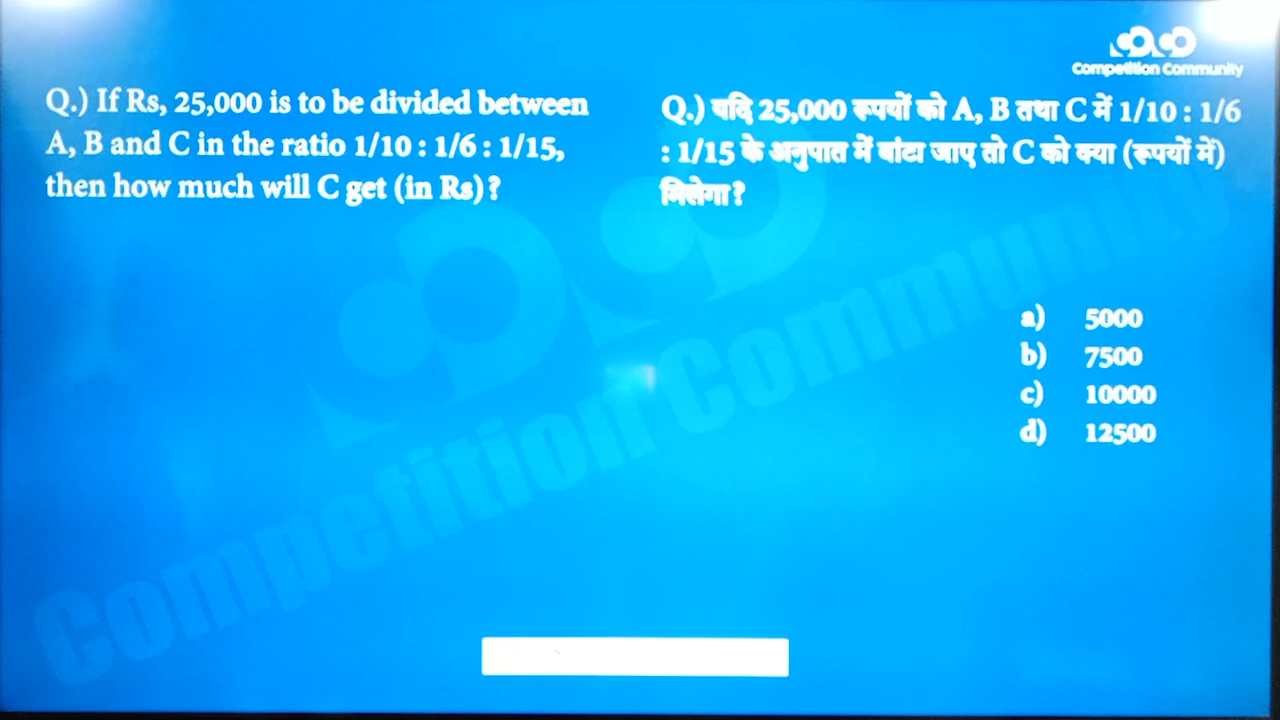 Competition Community
Q.) If Rs, 25,000 is to be divided between
A, B and C in the ratio 1/10 : 1/6 : 1/15,
then how much will C get (in Rs)?
Q.) यदि 25,000 रूपयों को A, B तथा C में 1/10 : 1/6
: 1/15 के अनुपात में बांटा जाए तो C को क्या (रूपयों में)
मिलेगा?
a) 5000
b) 7500
c) 10000
d) 12500
Competition Community